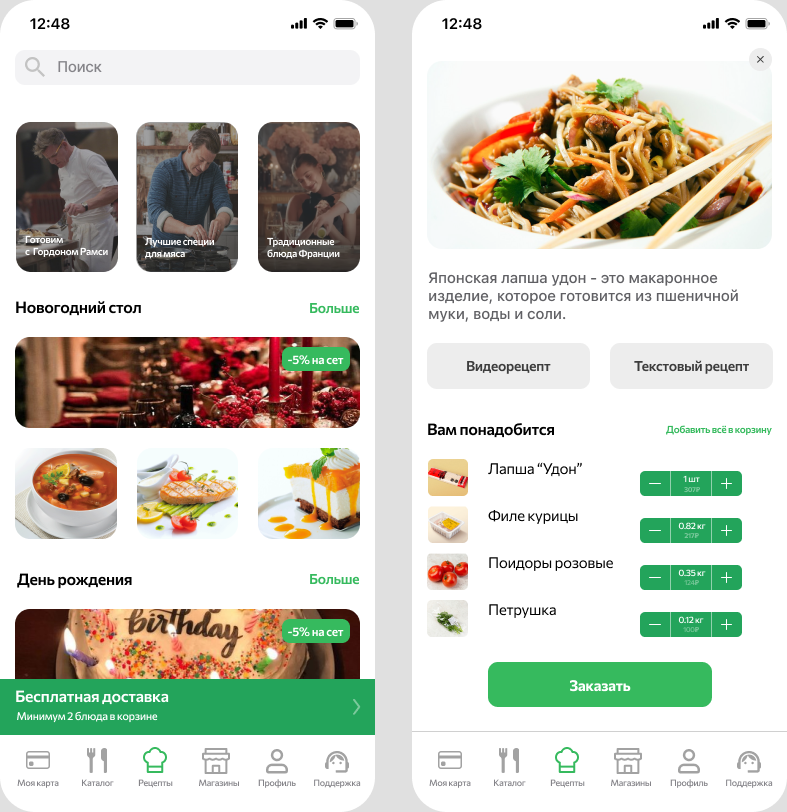 12:48
Поиск
Готовим
с Гордоном Рамси
Лучшие специи
для мяса
Традиционные
блюда Франции
Новогодний стол
Больше
-5% на сет
День рождения
Больше
birthday
-5% на сет
Бесплатная доставка
Минимум 2 блюда в корзине
Моя карта
Каталог
Рецепты
Магазины
Профиль
Поддержка
12:48
Японская лапша удон - это макаронное
изделие, которое готовится из пшеничной
муки, воды и соли.
Видеорецепт
Текстовый рецепт
Вам понадобится
Добавить всё в корзину
Лапша “Удон”
1 шт
307₽
Филе курицы
0.82 кг
217₽
Поидоры розовые
0.35 кг
124₽
Петрушка
0.12 кг
100₽
Заказать
Моя карта
Каталог
Рецепты
Магазины
Профиль
Поддержка